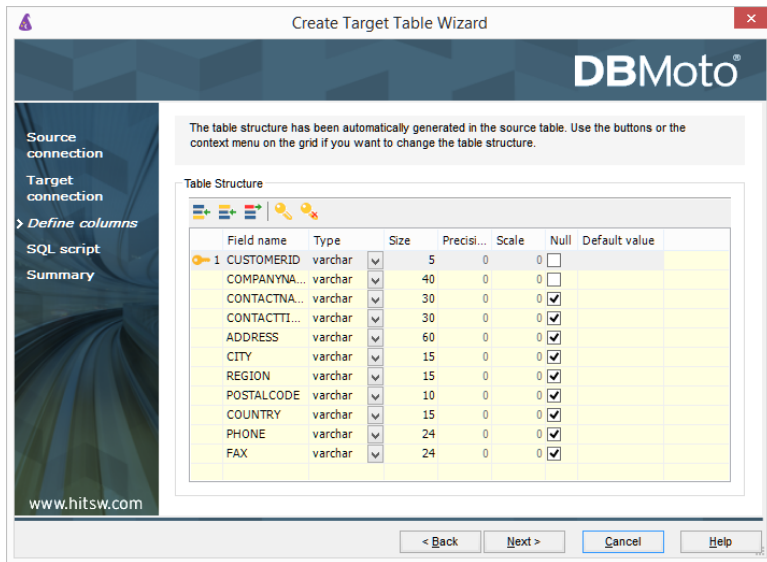 Create Target Table Wizard
DBMoto®
Source
connection
Target
connection
Define columns
SQL script
Summary
www.hitsw.com
The table structure has been automatically generated in the source table. Use the buttons or the
context menu on the grid if you want to change the table structure.
Table Structure
Field name Type Size Precisi... Scale Null Default value
1 CUSTOMERID varchar 5 0 0
COMPANYNA... varchar 40 0 0
CONTACTNA... varchar 30 0 0
CONTACTTI... varchar 30 0 0
ADDRESS varchar 60 0 0
CITY varchar 15 0 0
REGION varchar 15 0 0
POSTALCODE varchar 10 0 0
COUNTRY varchar 15 0 0
PHONE varchar 24 0 0
FAX varchar 24 0 0
< Back Next > Cancel Help